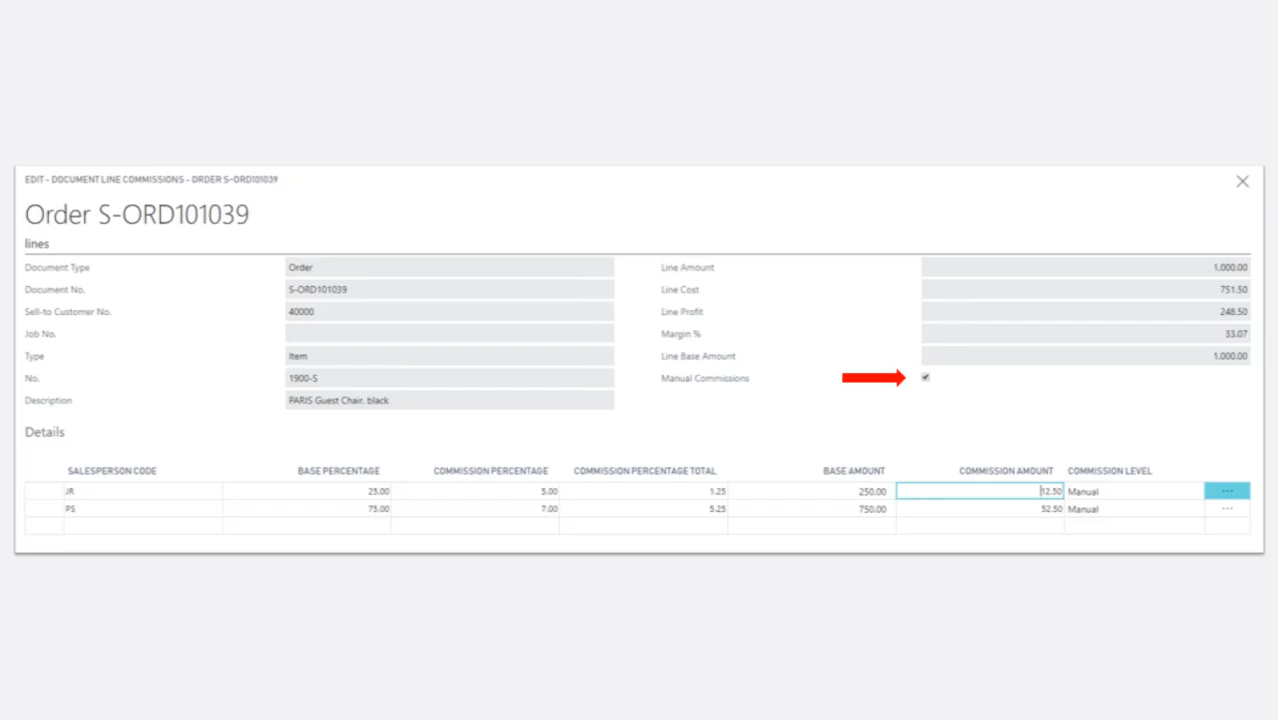 EDIT - DOCUMENT LINE COMMISSIONS - ORDER S-ORD101039
Order S-ORD101039
lines
Document Type Order
Document No. S-ORD101039
Sell-to Customer No. 40000
Job No.
Type Item
No. 1900-S
Description PARIS Guest Chair, black
Line Amount 1,000.00
Line Cost 751.50
Line Profit 248.50
Margin % 33.07
Line Base Amount 1,000.00
Manual Commissions
Details
SALESPERSON CODE BASE PERCENTAGE COMMISSION PERCENTAGE COMMISSION PERCENTAGE TOTAL BASE AMOUNT COMMISSION AMOUNT COMMISSION LEVEL
JR 25.00 5.00 1.25 250.00 12.50 Manual ...
PS 75.00 7.00 5.25 750.00 52.50 Manual ...